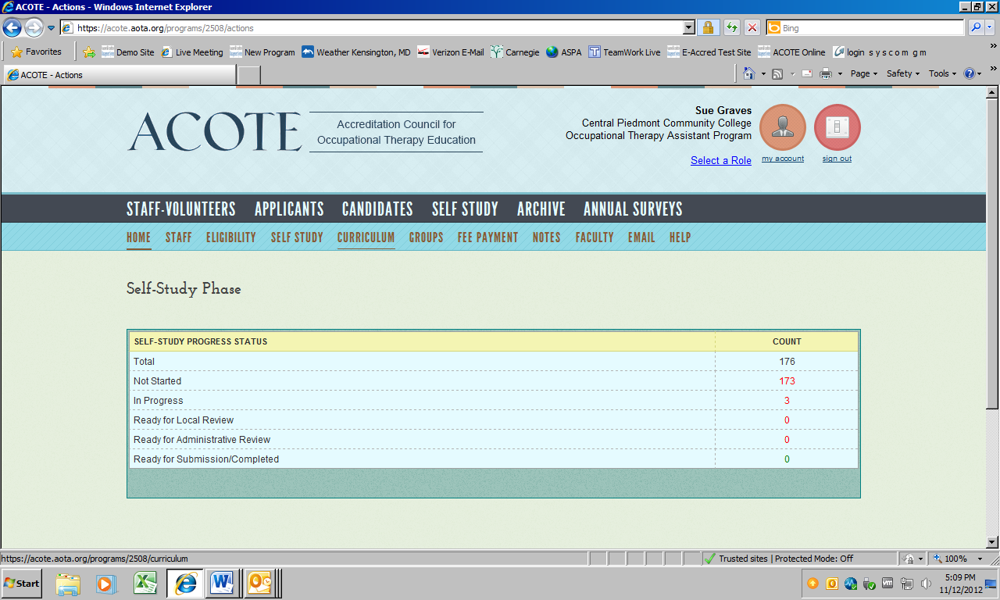 ACOTE - Actions - Windows Internet Explorer
https://acote.aota.org/programs/2508/actions
Bing
Favorites Demo Site Live Meeting New Program Weather Kensington, MD Verizon E-Mail Carnegie ASPA TeamWork Live E-Accred Test Site ACOTE Online login s y s c o m g m
ACOTE - Actions
Page Safety Tools
ACOTE
Accreditation Council for
Occupational Therapy Education
Sue Graves
Central Piedmont Community College
Occupational Therapy Assistant Program
Select a Role
my account
sign out
STAFF-VOLUNTEERS APPLICANTS CANDIDATES SELF STUDY ARCHIVE ANNUAL SURVEYS
HOME STAFF ELIGIBILITY SELF STUDY CURRICULUM GROUPS FEE PAYMENT NOTES FACULTY EMAIL HELP
Self-Study Phase
SELF-STUDY PROGRESS STATUS COUNT
Total 176
Not Started 173
In Progress 3
Ready for Local Review 0
Ready for Administrative Review 0
Ready for Submission/Completed 0
https://acote.aota.org/programs/2508/curriculum
Trusted sites | Protected Mode: Off
100%
Start
5:09 PM
11/12/2012